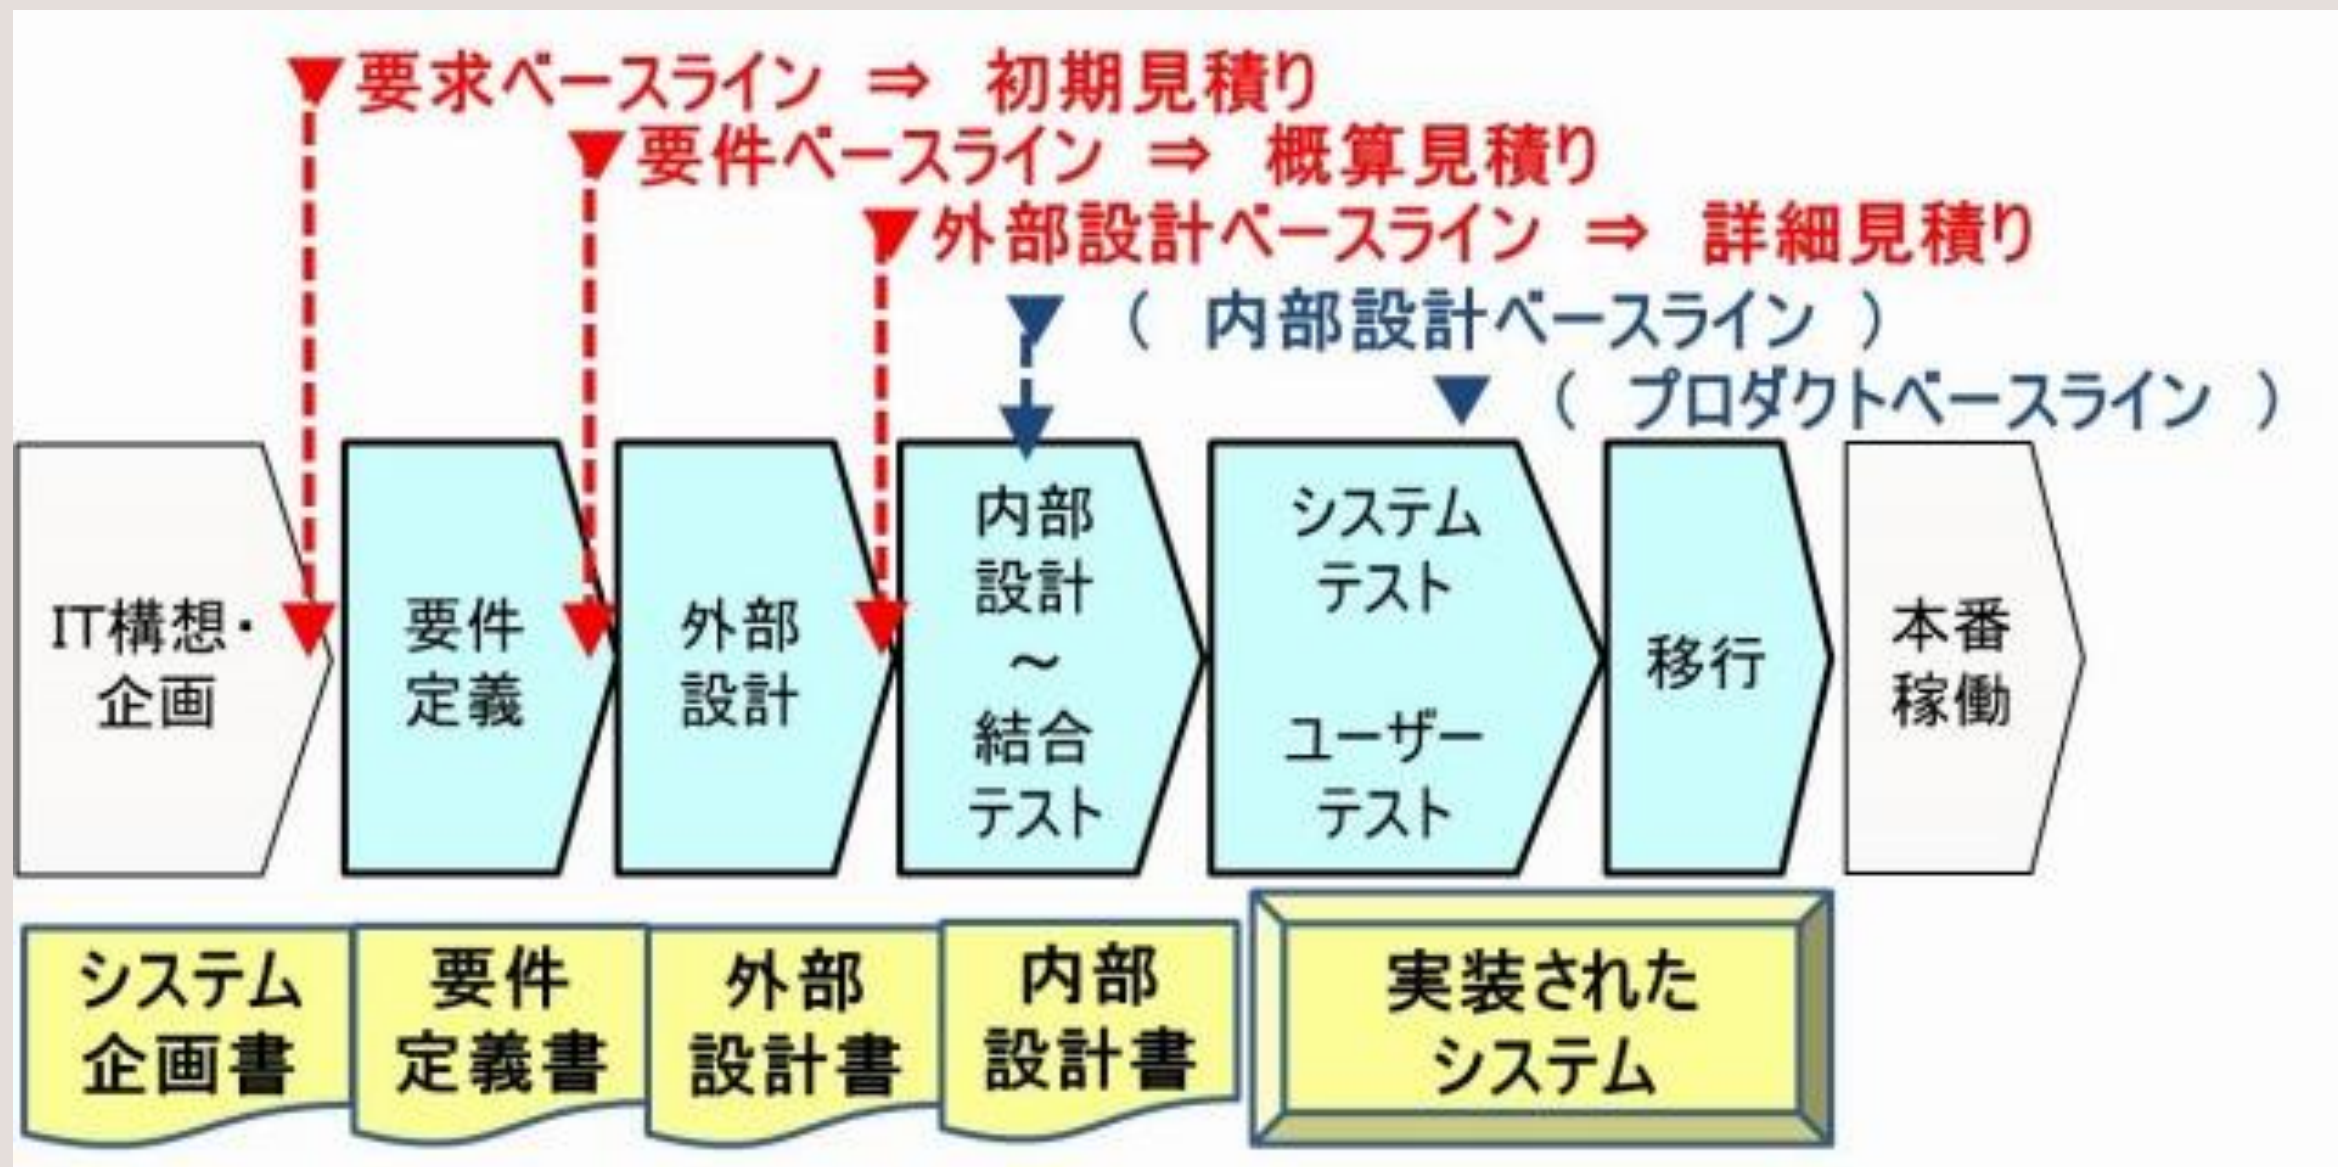 ▼要求ベースライン ⇒ 初期見積り
▼要件ベースライン ⇒ 概算見積り
▼外部設計ベースライン ⇒ 詳細見積り
▼ ( 内部設計ベースライン )
▼ ( プロダクトベースライン )
IT構想・
企画
要件
定義
外部
設計
内部
設計
～
結合
テスト
システム
テスト
ユーザー
テスト
移行
本番
稼働
システム
企画書
要件
定義書
外部
設計書
内部
設計書
実装された
システム